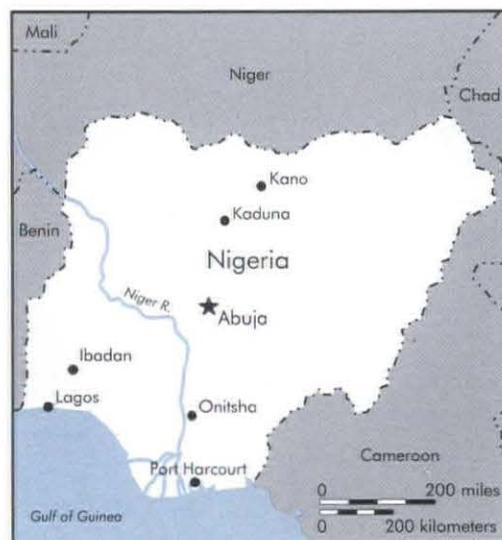 Mali
Niger
Chad
Kano
Kaduna
Benin
Nigeria
Niger R.
Abuja
Ibadan
Lagos
Onitsha
Cameroon
Port Harcourt
0 200 miles
Gulf of Guinea
0 200 kilometers